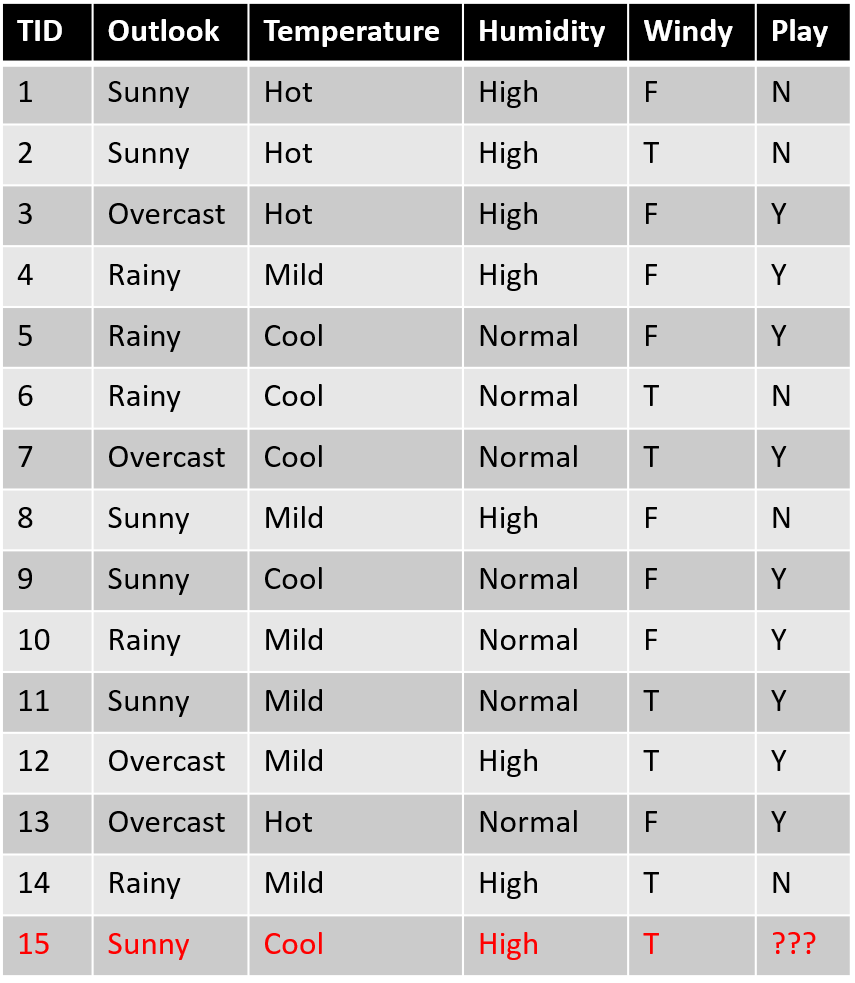 TID Outlook Temperature Humidity Windy Play
1 Sunny Hot High F N
2 Sunny Hot High T N
3 Overcast Hot High F Y
4 Rainy Mild High F Y
5 Rainy Cool Normal F Y
6 Rainy Cool Normal T N
7 Overcast Cool Normal T Y
8 Sunny Mild High F N
9 Sunny Cool Normal F Y
10 Rainy Mild Normal F Y
11 Sunny Mild Normal T Y
12 Overcast Mild High T Y
13 Overcast Hot Normal F Y
14 Rainy Mild High T N
15 Sunny Cool High T ???